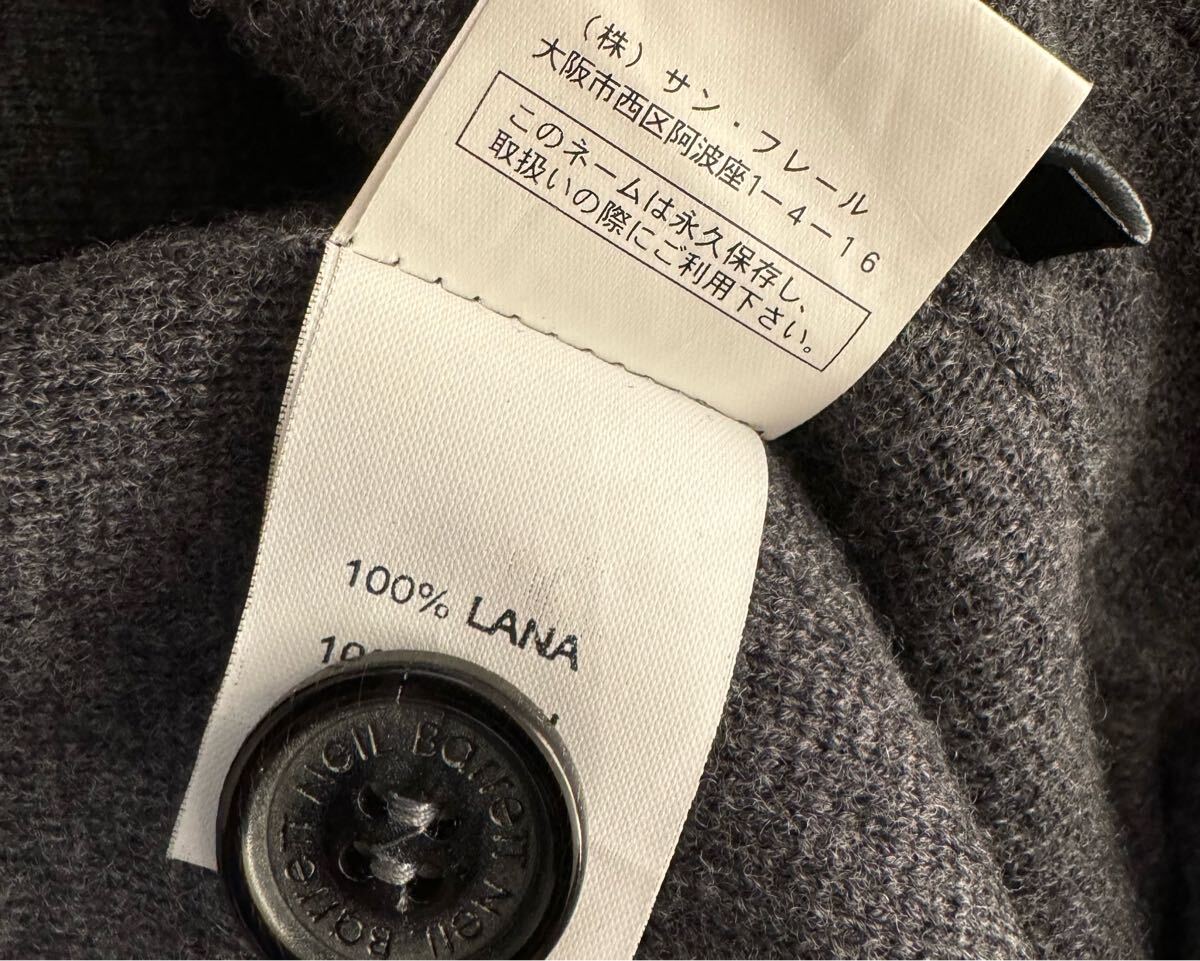 (株) サン・フレール
大阪市西区阿波座1-4-16
このネームは永久保存し、
取扱いの際にご利用下さい。
100% LANA
Neil Barrett Neil Barrett